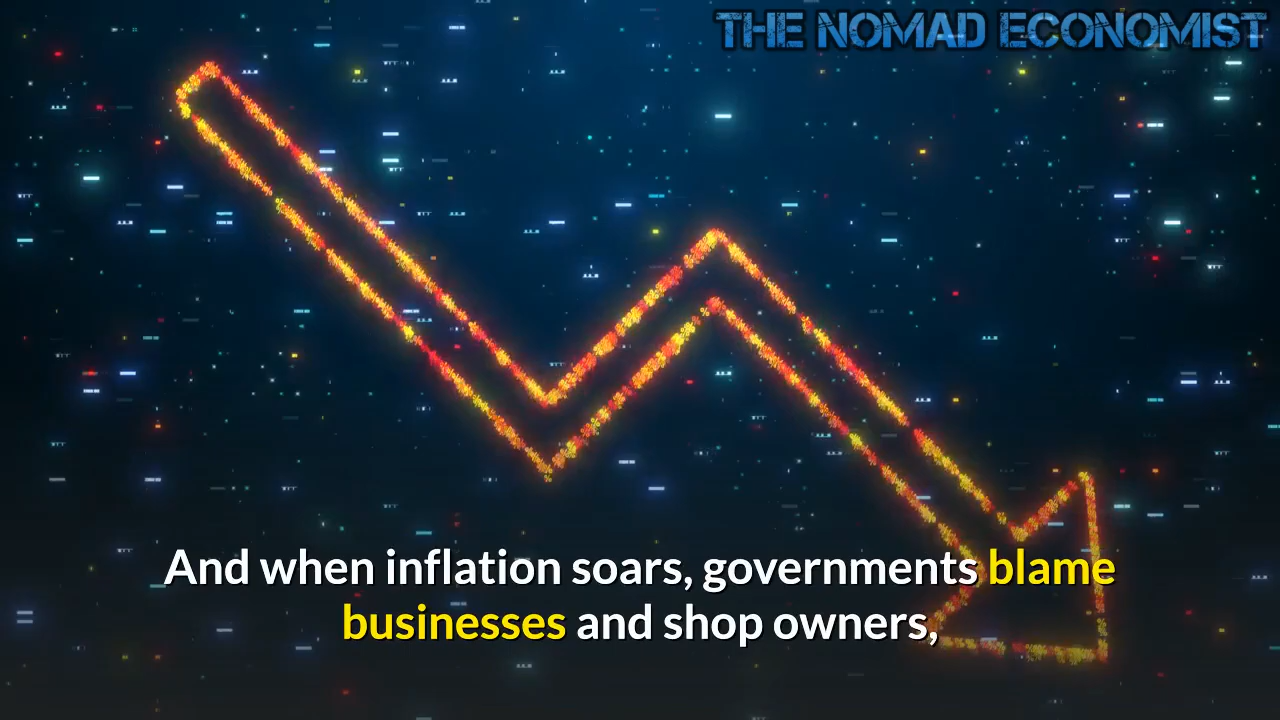 THE NOMAD ECONOMIST
And when inflation soars, governments blame
businesses and shop owners,